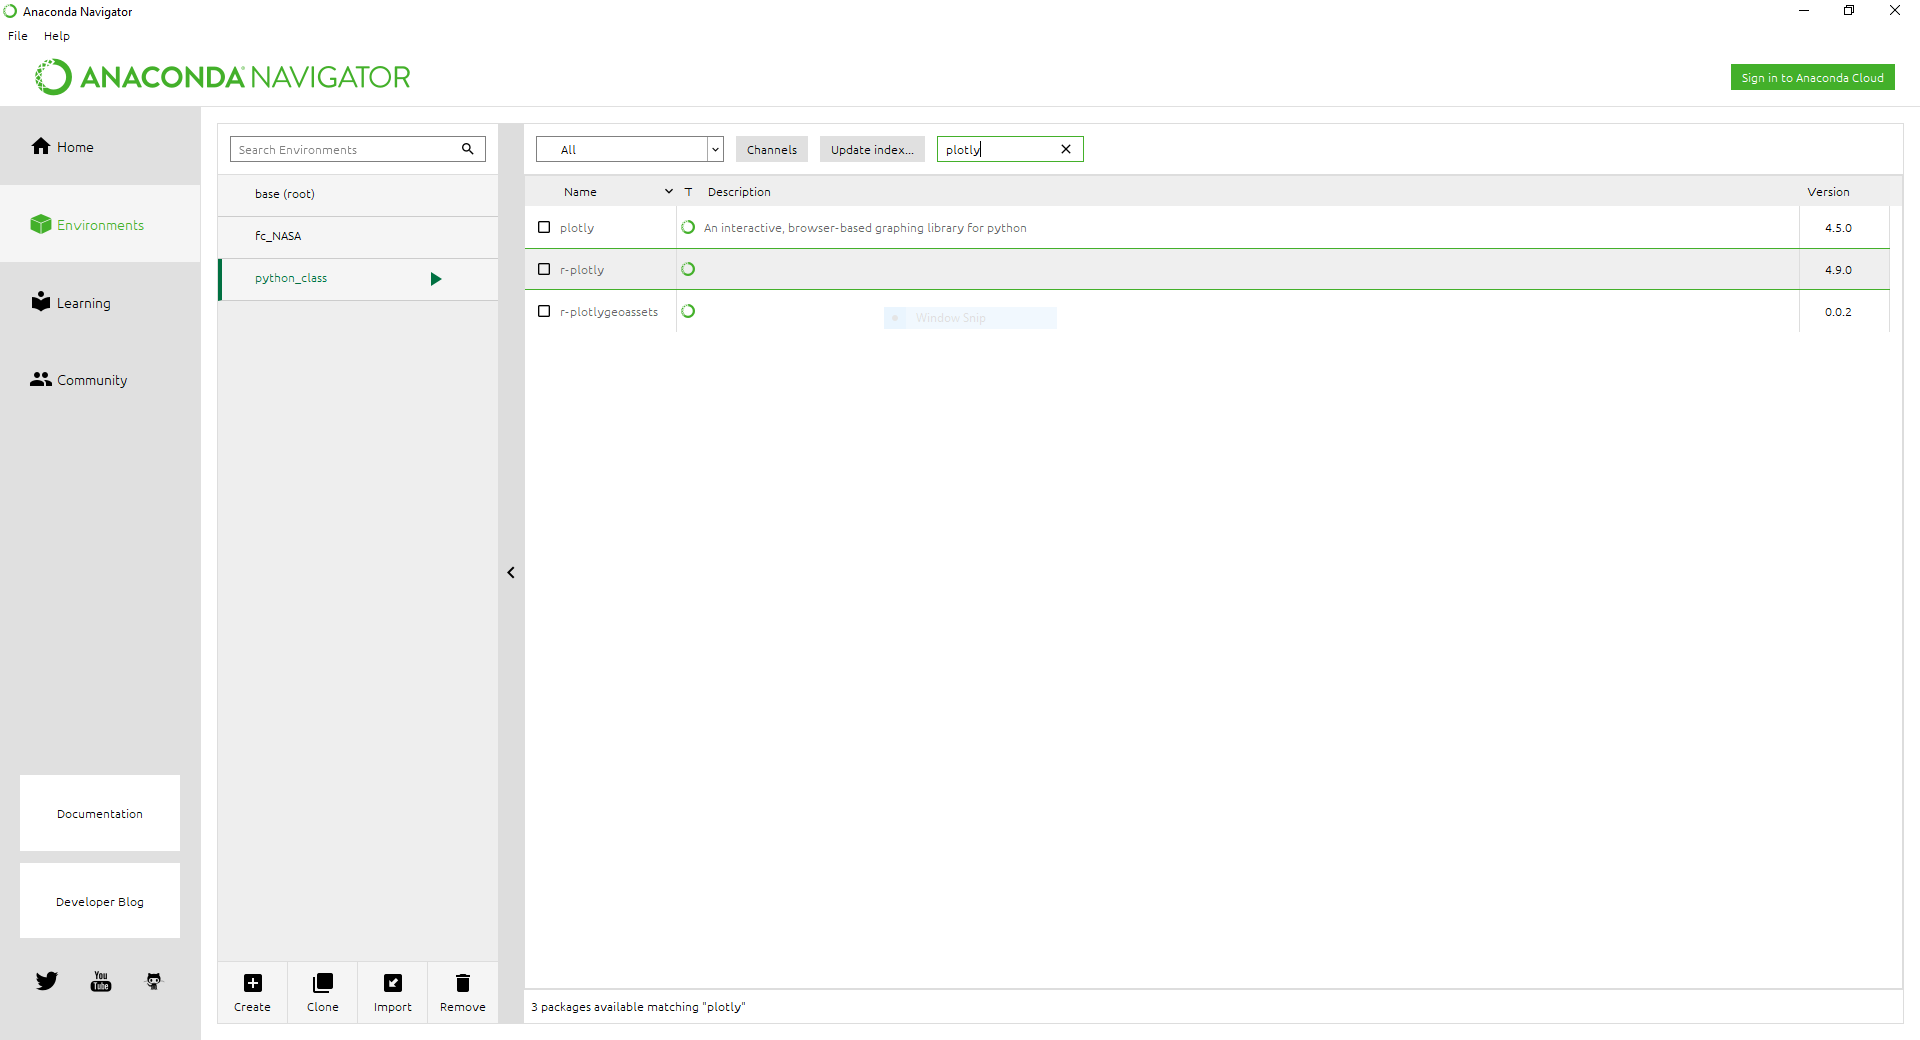 Anaconda Navigator
File Help
ANACONDA NAVIGATOR
Sign in to Anaconda Cloud
Home
Environments
Learning
Community
Documentation
Developer Blog
You
Tube
Search Environments
base (root)
fc_NASA
python_class
Create Clone Import Remove
All Channels Update index... plotly
Name T Description Version
plotly An interactive, browser-based graphing library for python 4.5.0
r-plotly 4.9.0
r-plotlygeoassets 0.0.2
Window Snip
3 packages available matching "plotly"